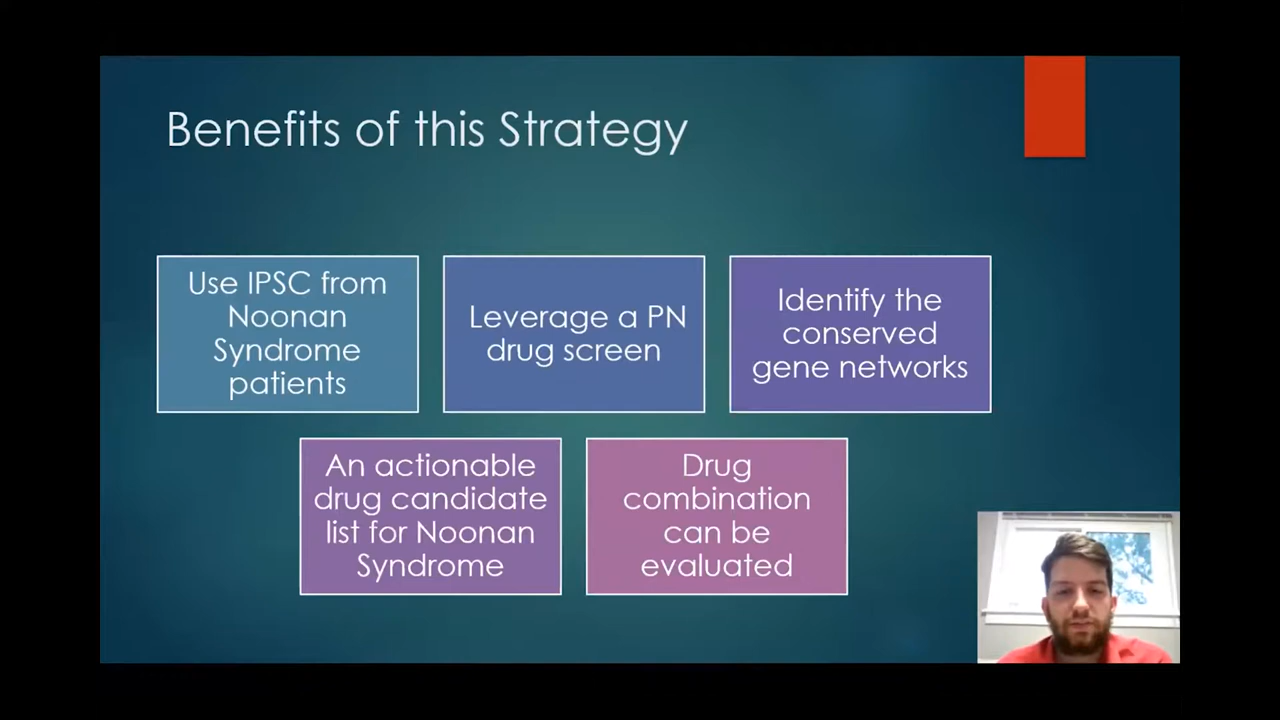 Benefits of this Strategy
Use IPSC from
Noonan
Syndrome
patients
Leverage a PN
drug screen
Identify the
conserved
gene networks
An actionable
drug candidate
list for Noonan
Syndrome
Drug
combination
can be
evaluated